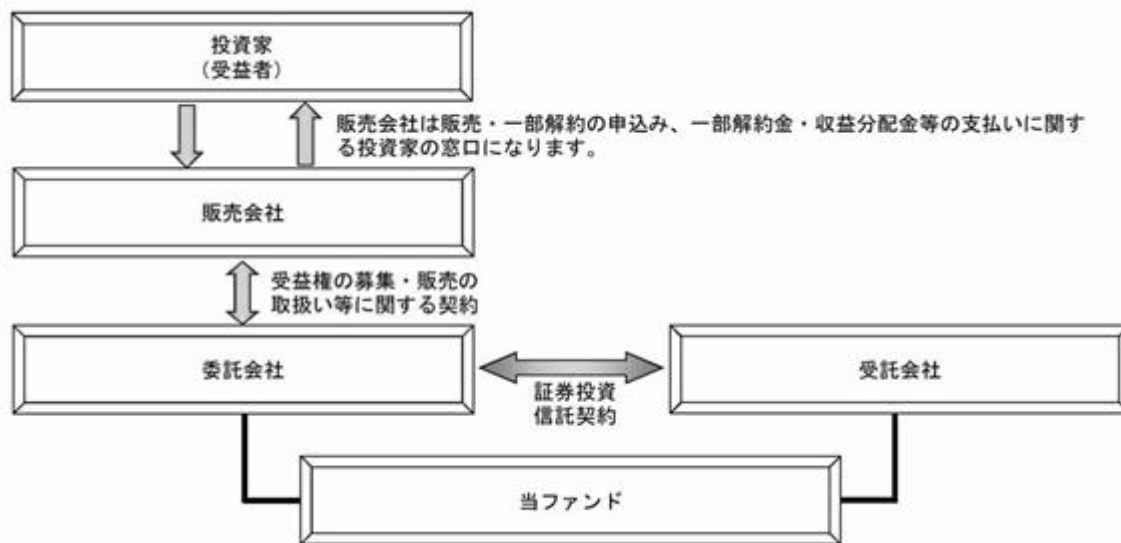 投資家
（受益者）
販売会社は販売・一部解約の申込み、一部解約金・収益分配金等の支払いに関す
る投資家の窓口になります。
販売会社
受益権の募集・販売の
取扱い等に関する契約
委託会社
証券投資
信託契約
受託会社
当ファンド